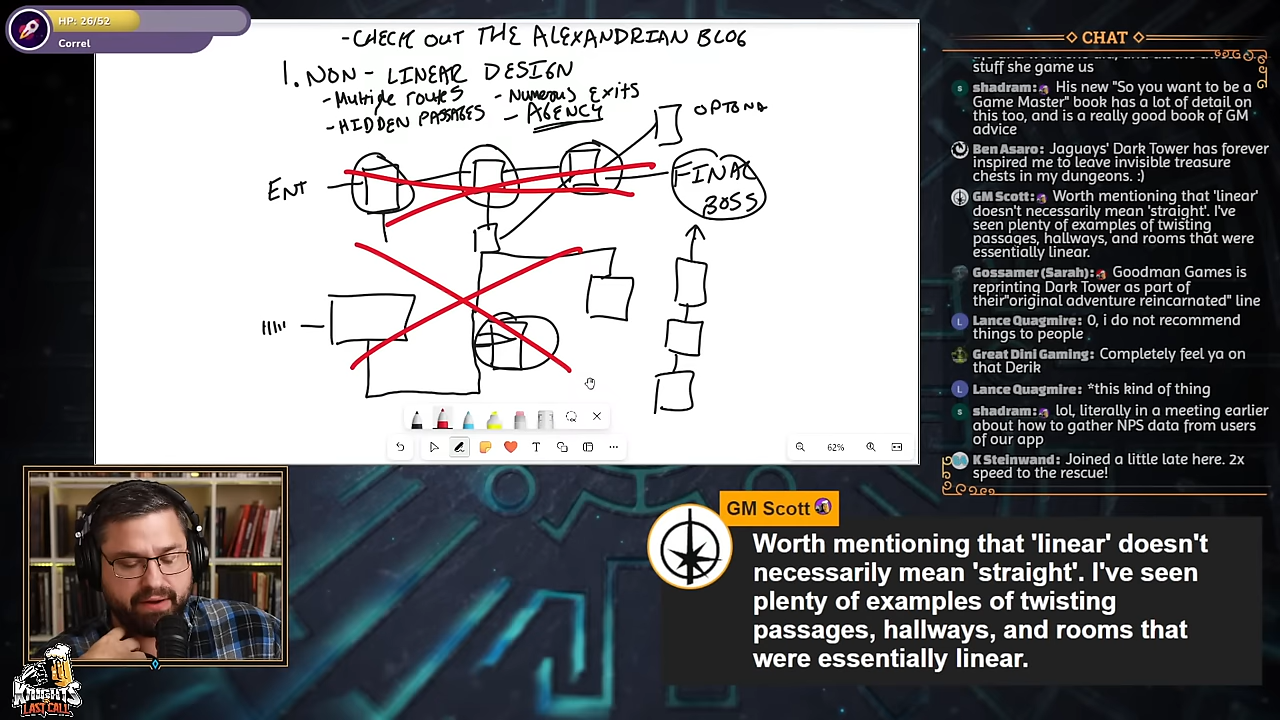 HP: 26/52
Correl
-CHECK OUT THE ALEXANDRIAN BLOG
1. NON-LINEAR DESIGN
-Multiple routes -Numerous Exits
-HIDDEN PASSAGES - AGENCY
OPTONA
ENT
FINAL
BOSS
62%
CHAT
stuff she game us
shadram: His new "So you want to be a
Game Master" book has a lot of detail on
this too, and is a really good book of GM
advice
Ben Asaro: Jaguays' Dark Tower has forever
inspired me to leave invisible treasure
chests in my dungeons. :)
GM Scott: Worth mentioning that 'linear'
doesn't necessarily mean 'straight'. I've
seen plenty of examples of twisting
passages, hallways, and rooms that were
essentially linear.
Gossamer (Sarah): Goodman Games is
reprinting Dark Tower as part of
their"original adventure reincarnated" line
Lance Quagmire: 0, i do not recommend
things to people
Great Dini Gaming: Completely feel ya on
that Derik
Lance Quagmire: *this kind of thing
shadram: lol, literally in a meeting earlier
about how to gather NPS data from users
of our app
K Steinwand: Joined a little late here. 2x
speed to the rescue!
GM Scott
Worth mentioning that 'linear' doesn't
necessarily mean 'straight'. I've seen
plenty of examples of twisting
passages, hallways, and rooms that
were essentially linear.
KNIGHTS
LAST CALL